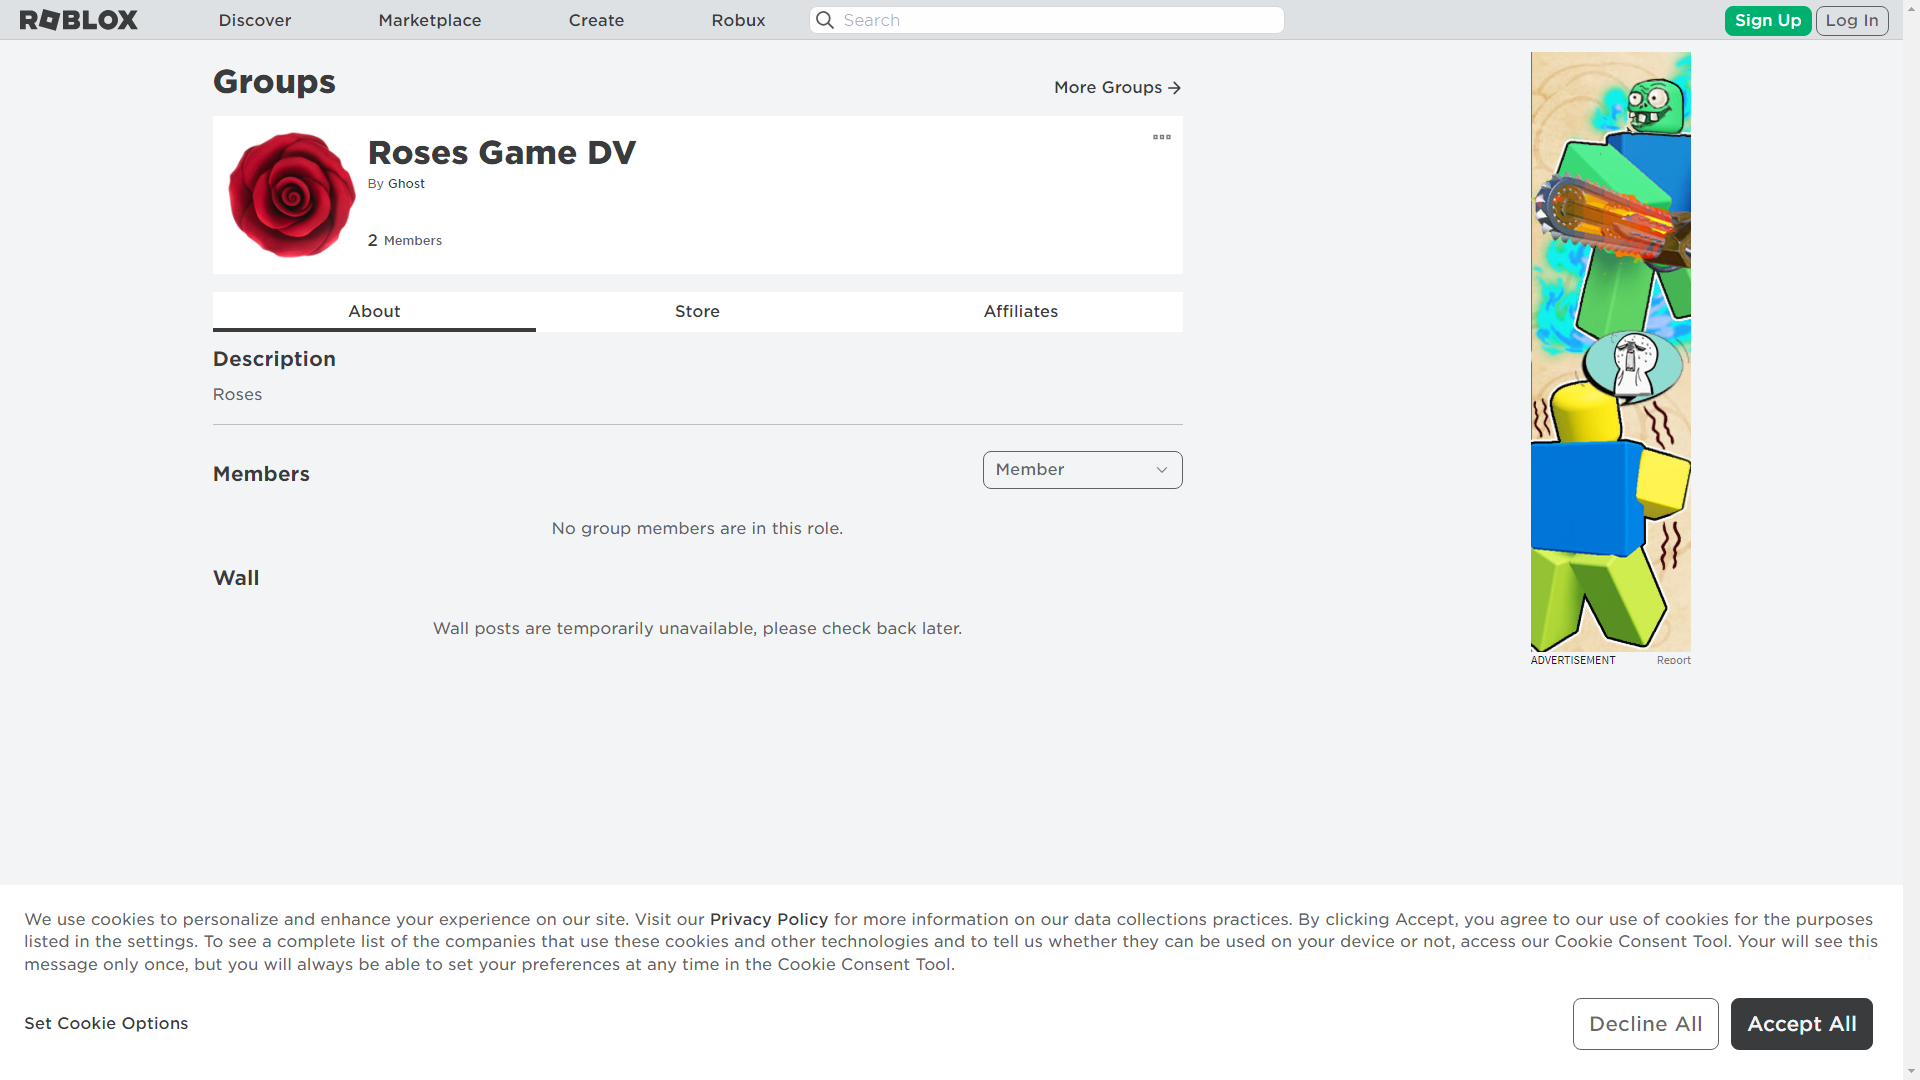 ROBLOX
Discover
Marketplace
Create
Robux
Search
Sign Up
Log In
Groups
More Groups
Roses Game DV
By Ghost
2 Members
About
Store
Affiliates
Description
Roses
Members
Member
No group members are in this role.
Wall
Wall posts are temporarily unavailable, please check back later.
ADVERTISEMENT
Report
We use cookies to personalize and enhance your experience on our site. Visit our Privacy Policy for more information on our data collections practices. By clicking Accept, you agree to our use of cookies for the purposes
listed in the settings. To see a complete list of the companies that use these cookies and other technologies and to tell us whether they can be used on your device or not, access our Cookie Consent Tool. Your will see this
message only once, but you will always be able to set your preferences at any time in the Cookie Consent Tool.
Set Cookie Options
Decline All
Accept All